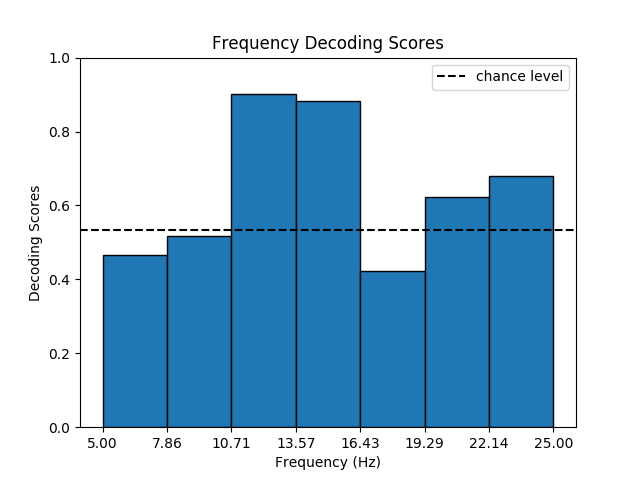 Frequency Decoding Scores
chance level
1.0
0.8
0.6
0.4
0.2
0.0
Decoding Scores
5.00 7.86 10.71 13.57 16.43 19.29 22.14 25.00
Frequency (Hz)